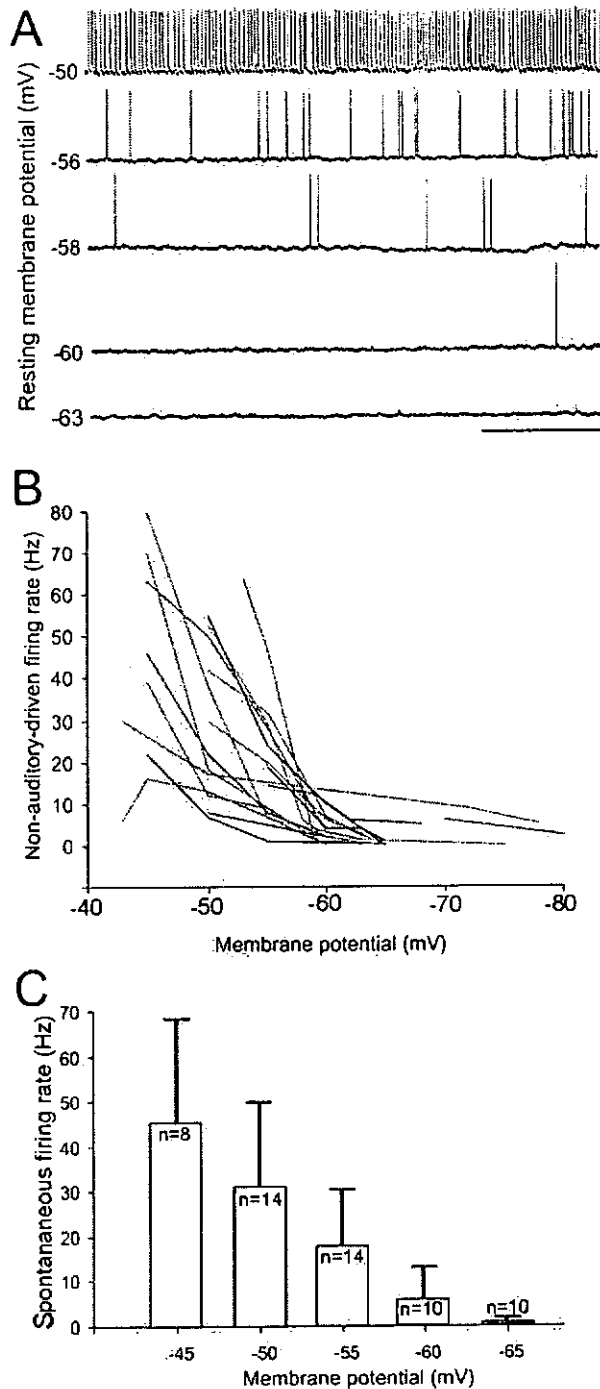 A
Resting membrane potential (mV)
-50
-56
-58
-60
-63
B
Non-auditory-driven firing rate (Hz)
80
70
60
50
40
30
20
10
0
-40 -50 -60 -70 -80
Membrane potential (mV)
C
Spontananeous firing rate (Hz)
70
60
50
40
30
20
10
0
n=8
n=14
n=14
n=10
n=10
-45 -50 -55 -60 -65
Membrane potential (mV)